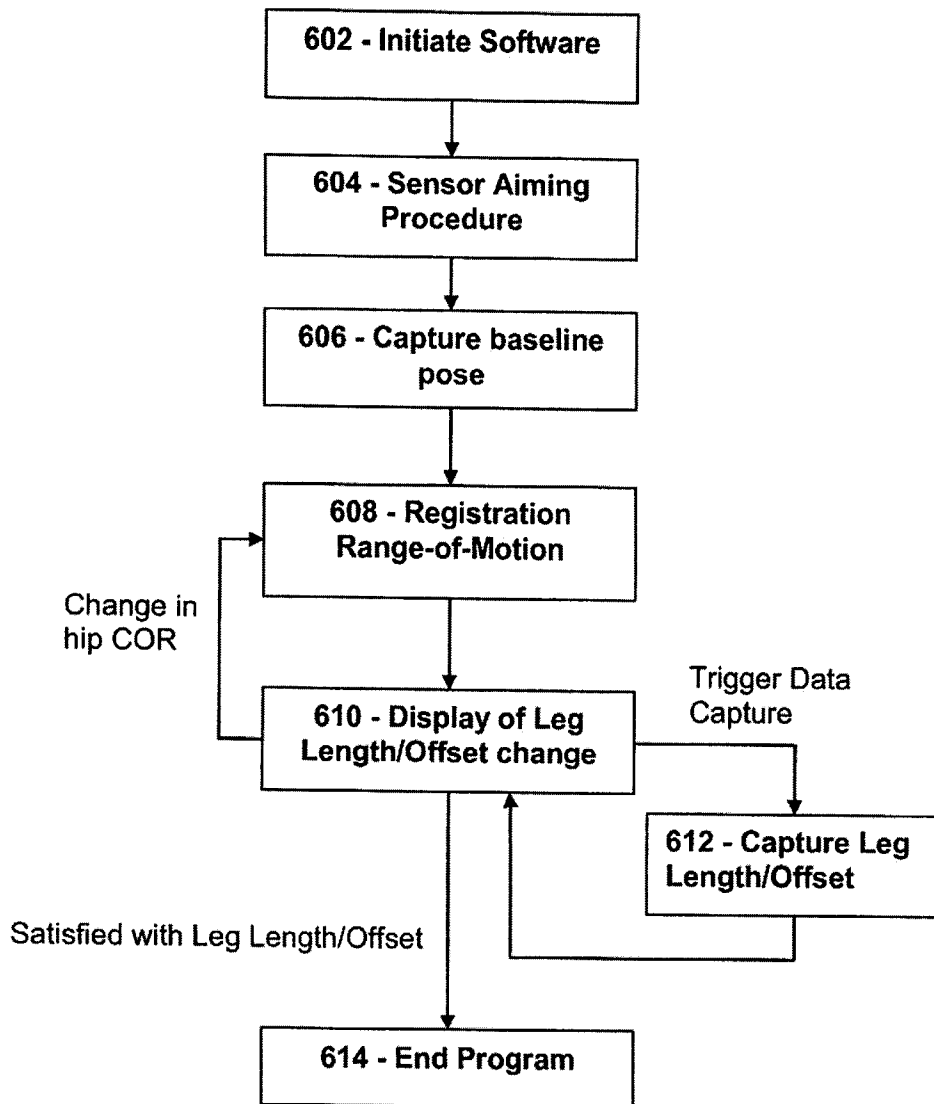 602 - Initiate Software
604 - Sensor Aiming
Procedure
606 - Capture baseline
pose
608 - Registration
Range-of-Motion
Change in
hip COR
610 - Display of Leg
Length/Offset change
Trigger Data
Capture
612 - Capture Leg
Length/Offset
Satisfied with Leg Length/Offset
614 - End Program